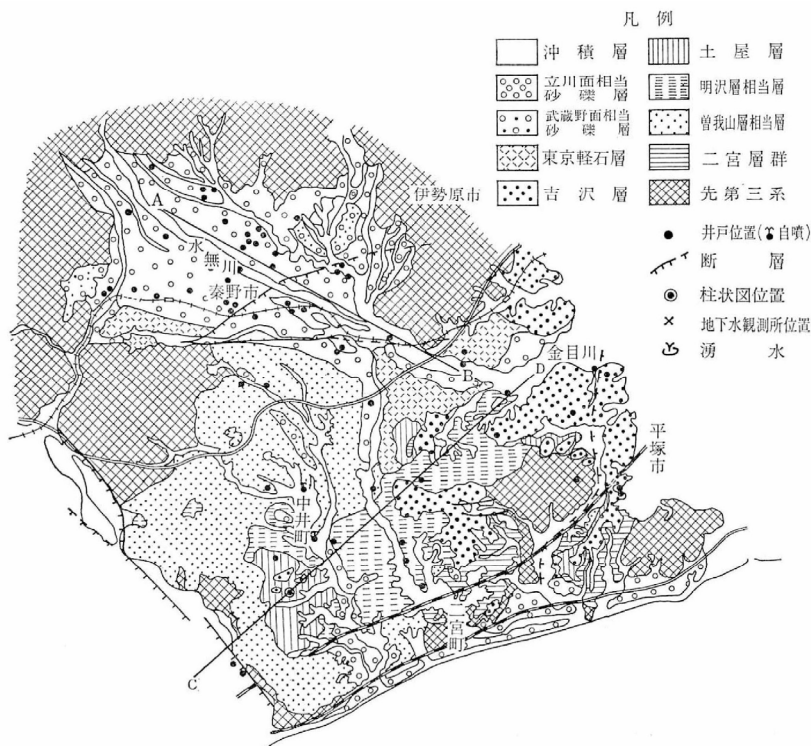 凡例
沖積層
立川面相当
砂礫層
武蔵野面相当
砂礫層
東京軽石層
吉沢層
土屋層
明沢層相当層
曽我山層相当層
二宮層群
先第三系
井戸位置(自噴)
断層
柱状図位置
地下水観測所位置
湧水
伊勢原市
A
水無川
秦野市
金目川
B
D
平塚市
中井町
二宮町
C